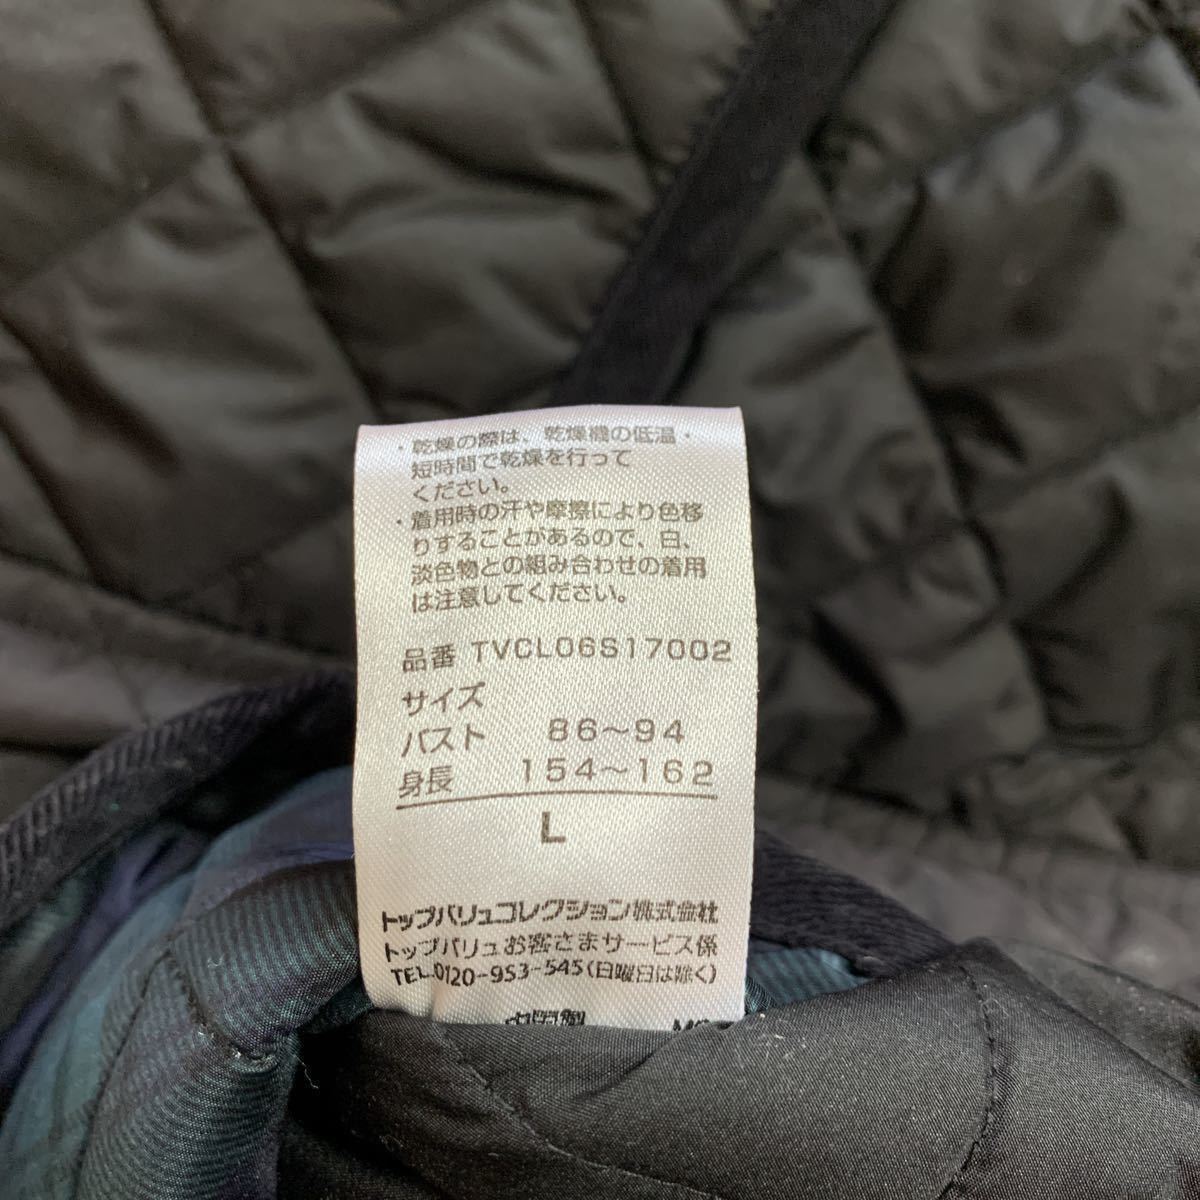 ・乾燥の際は、乾燥機の低温・
短時間で乾燥を行って
ください。
・着用時の汗や摩擦により色移
りすることがあるので、白、
淡色物との組み合わせの着用
は注意してください。
品番 TVCL06S17002
サイズ
バスト 86~94
身長 154~162
L
トップバリュコレクション株式会社
トップバリュお客さまサービス係
TEL.0120-953-545(日曜日は除く)